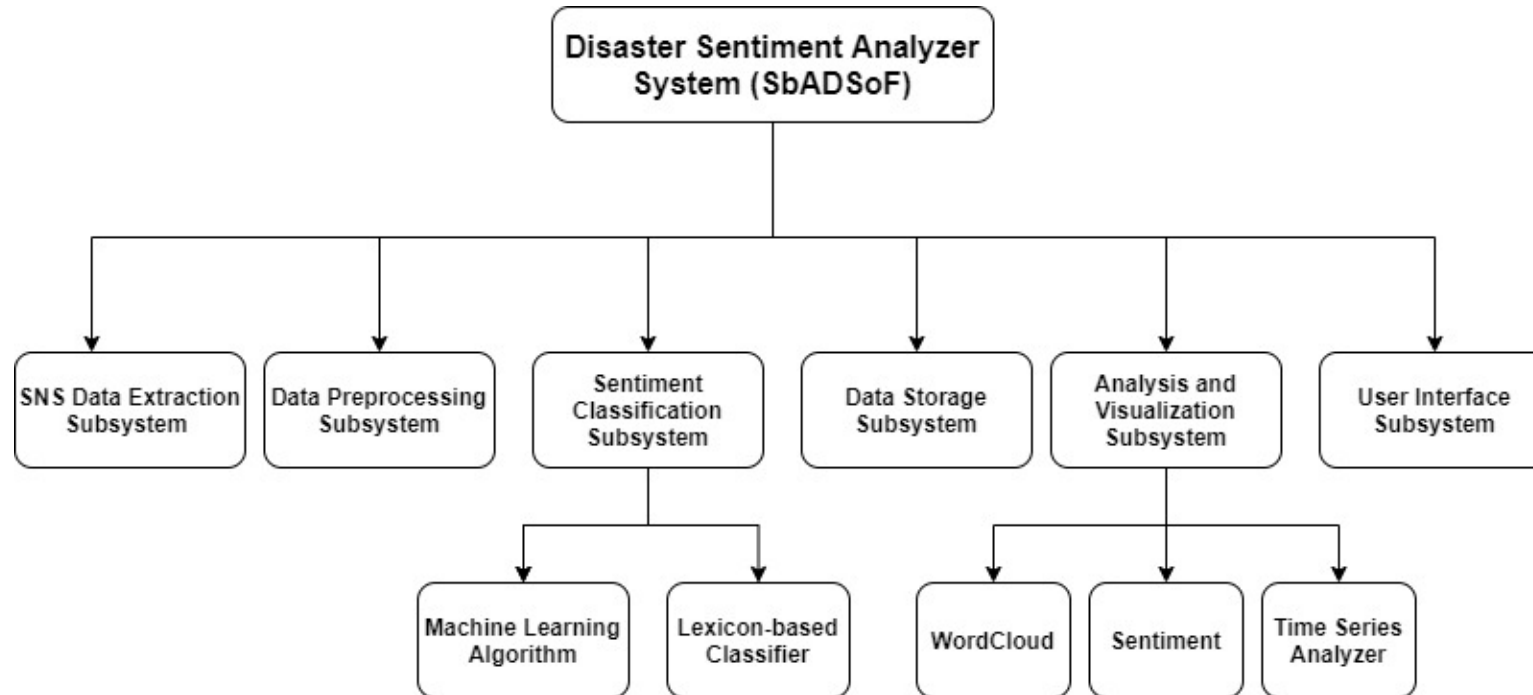 Disaster Sentiment Analyzer
System (SbADSoF)
SNS Data Extraction
Subsystem
Data Preprocessing
Subsystem
Sentiment
Classification
Subsystem
Data Storage
Subsystem
Analysis and
Visualization
Subsystem
User Interface
Subsystem
Machine Learning
Algorithm
Lexicon-based
Classifier
WordCloud
Sentiment
Time Series
Analyzer